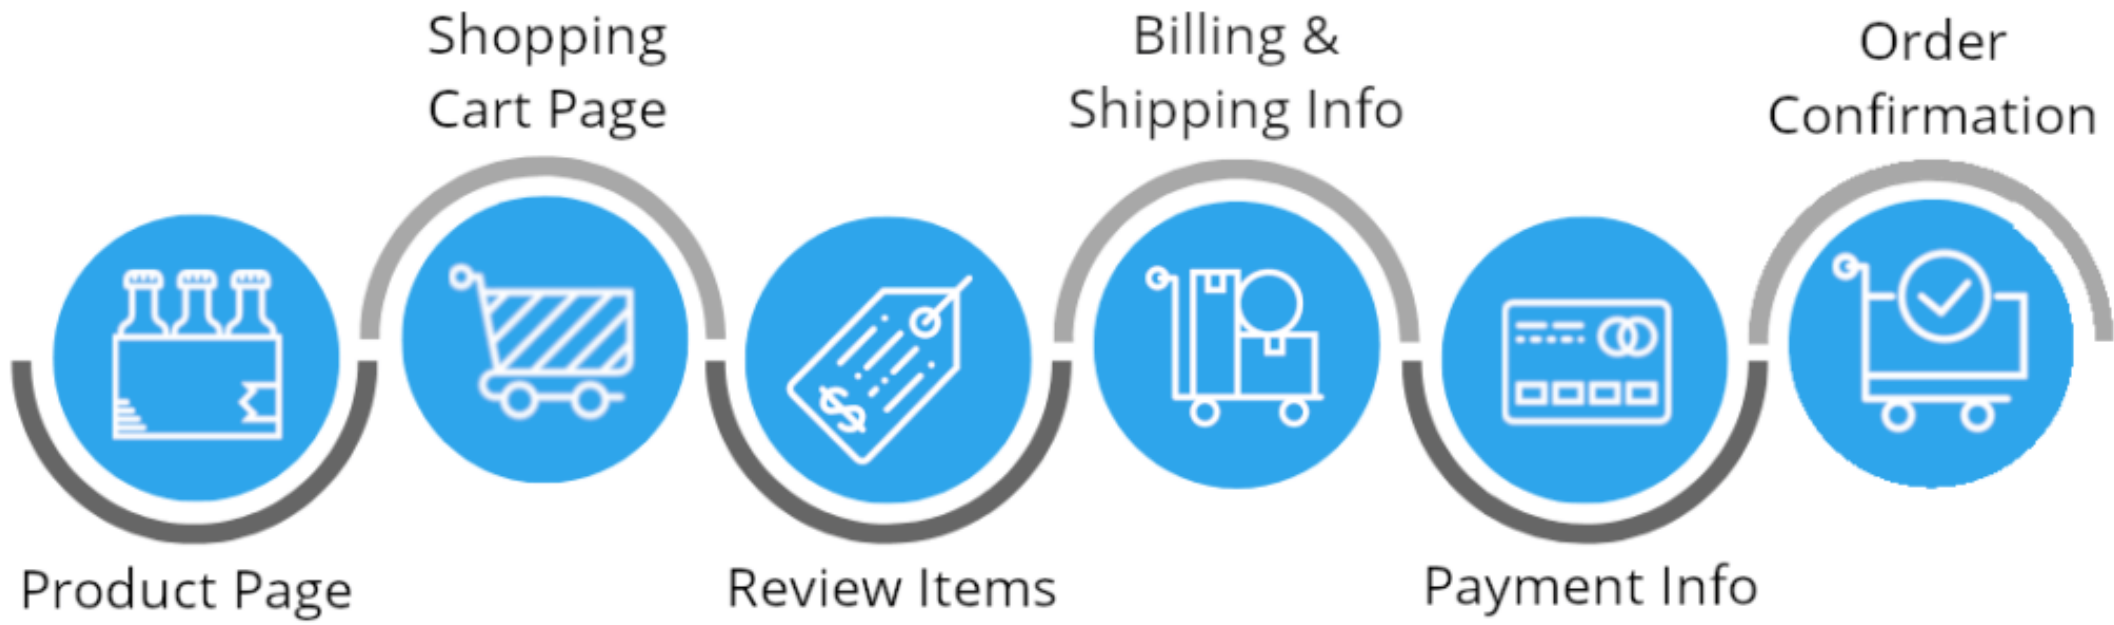 Product Page
Shopping
Cart Page
Review Items
Billing &
Shipping Info
Payment Info
Order
Confirmation